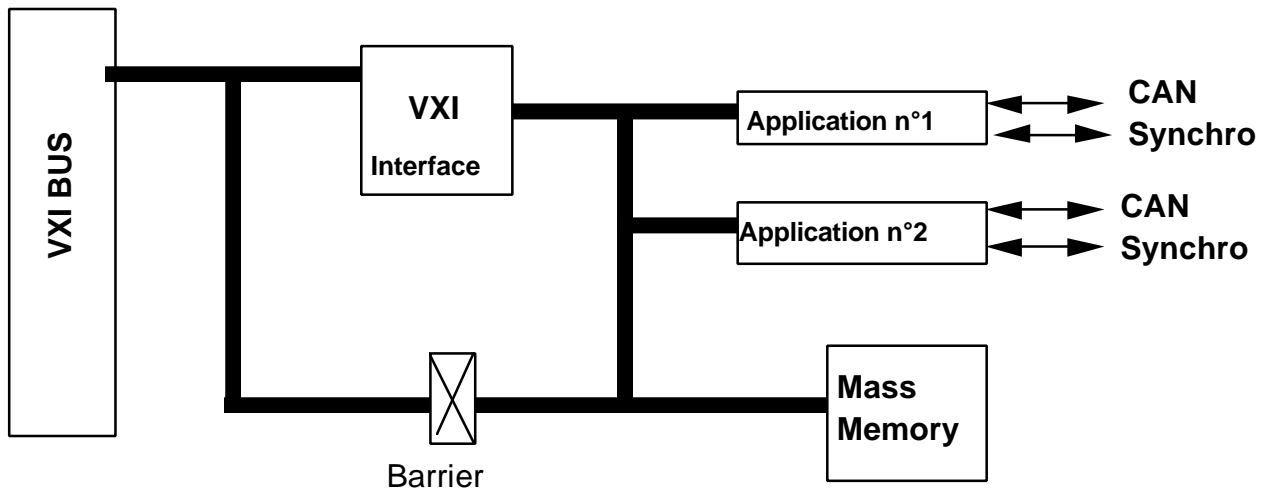 VXI BUS
VXI
Interface
Application n°1
CAN
Synchro
Application n°2
CAN
Synchro
Mass
Memory
Barrier